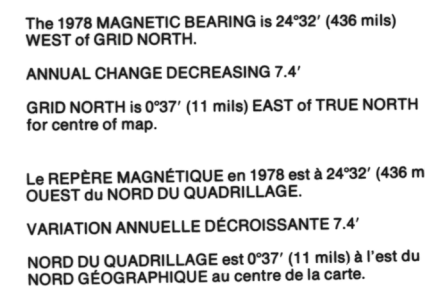 The 1978 MAGNETIC BEARING is 24°32′ (436 mils)
WEST of GRID NORTH.
ANNUAL CHANGE DECREASING 7.4′
GRID NORTH is 0°37′ (11 mils) EAST of TRUE NORTH
for centre of map.
Le REPÈRE MAGNÉTIQUE en 1978 est à 24°32′ (436 m
OUEST du NORD DU QUADRILLAGE.
VARIATION ANNUELLE DÉCROISSANTE 7.4′
NORD DU QUADRILLAGE est 0°37′ (11 mils) à l'est du
NORD GÉOGRAPHIQUE au centre de la carte.